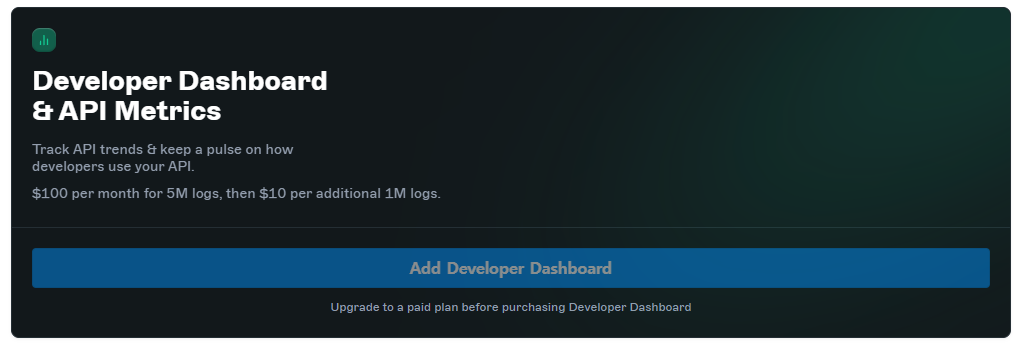 Developer Dashboard
& API Metrics
Track API trends & keep a pulse on how
developers use your API.
$100 per month for 5M logs, then $10 per additional 1M logs.
Add Developer Dashboard
Upgrade to a paid plan before purchasing Developer Dashboard